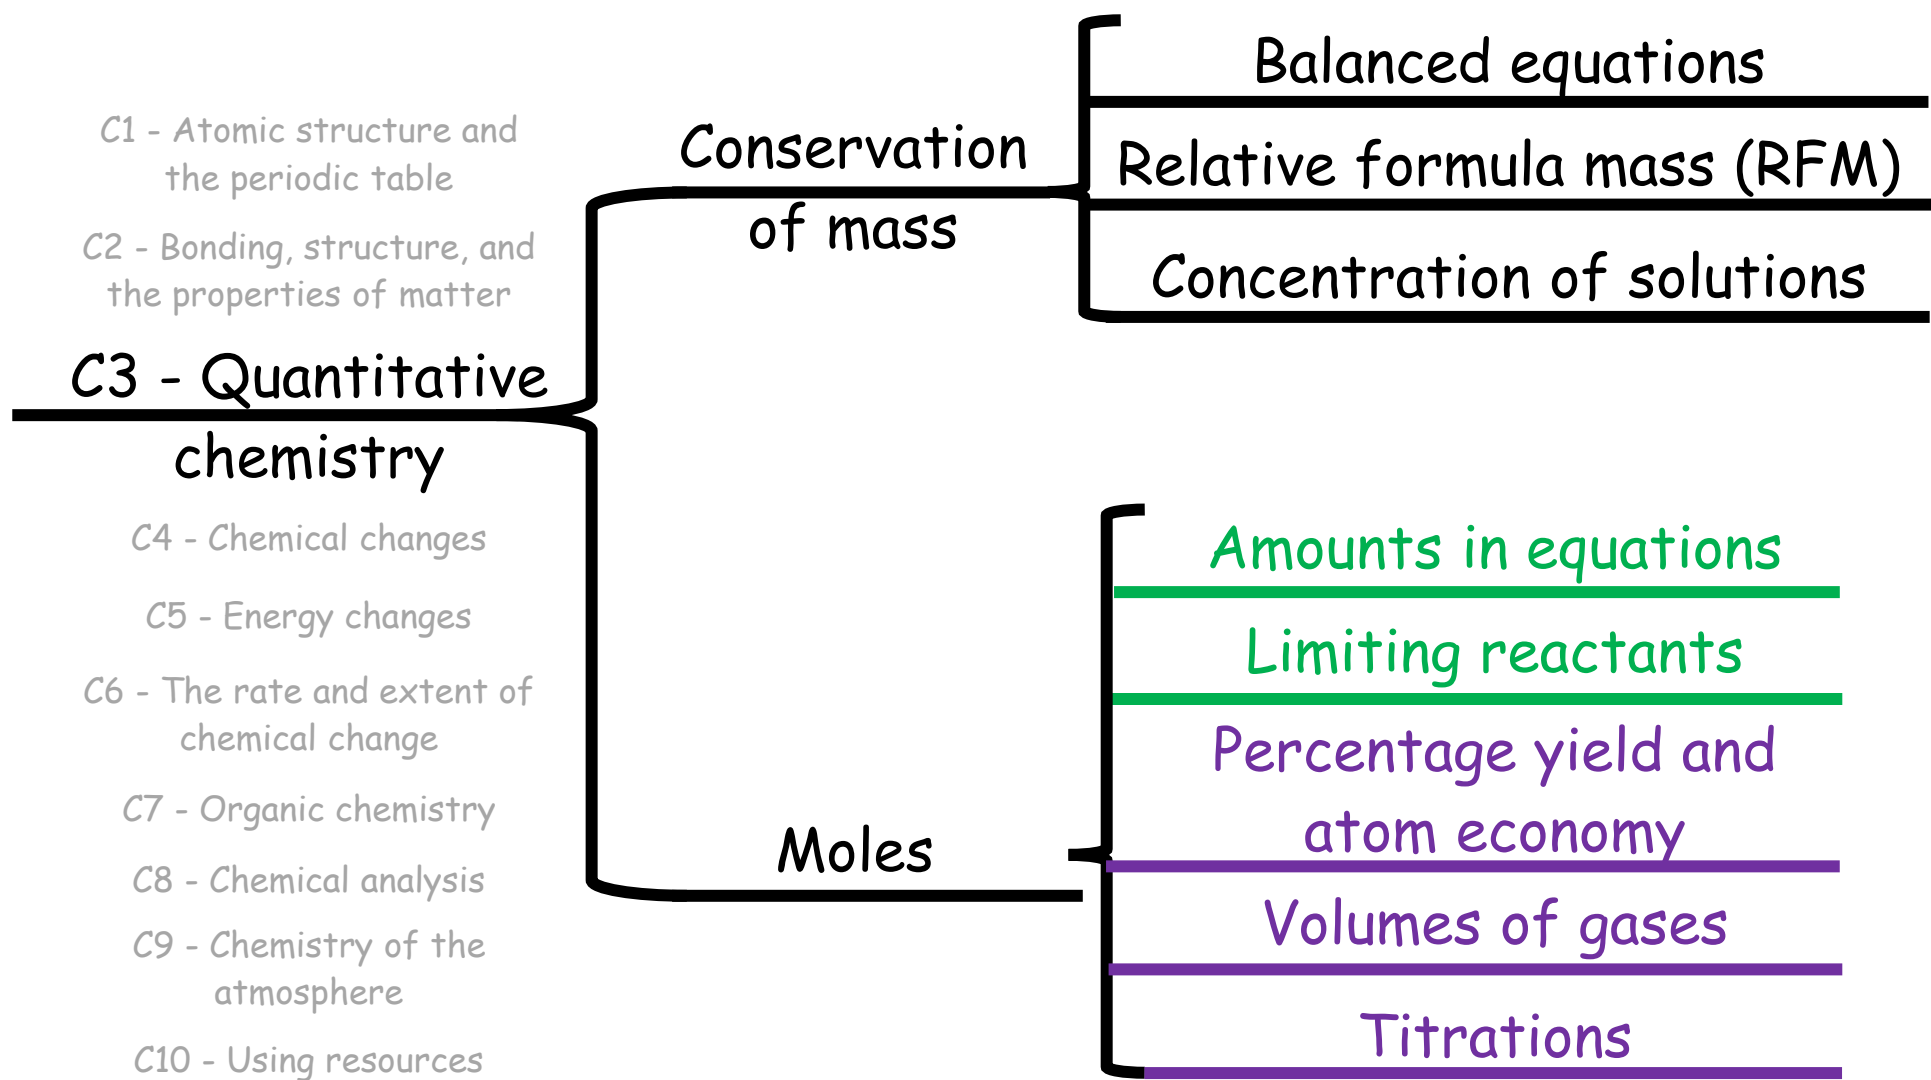 C1 - Atomic structure and
the periodic table
C2 - Bonding, structure, and
the properties of matter
C3 - Quantitative
chemistry
C4 - Chemical changes
C5 - Energy changes
C6 - The rate and extent of
chemical change
C7 - Organic chemistry
C8 - Chemical analysis
C9 - Chemistry of the
atmosphere
C10 - Using resources
Conservation
of mass
Balanced equations
Relative formula mass (RFM)
Concentration of solutions
Moles
Amounts in equations
Limiting reactants
Percentage yield and
atom economy
Volumes of gases
Titrations